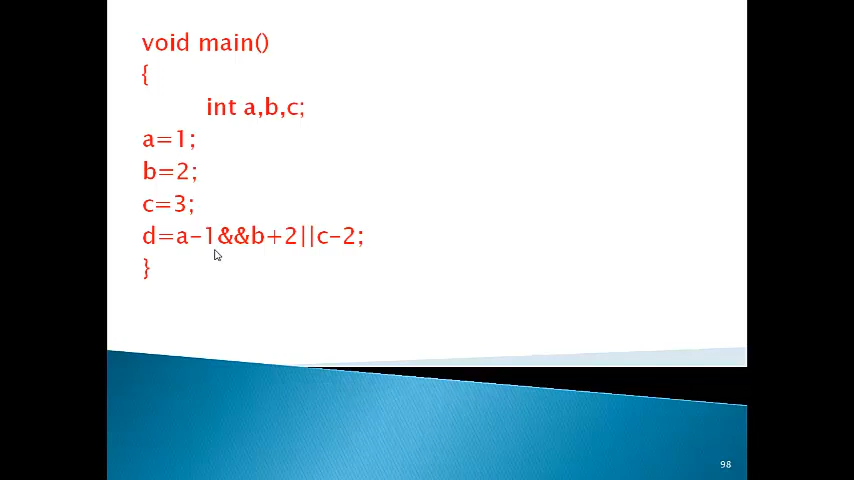 void main()
{
int a,b,c;
a=1;
b=2;
c=3;
d=a-1&&b+2||c-2;
}
98